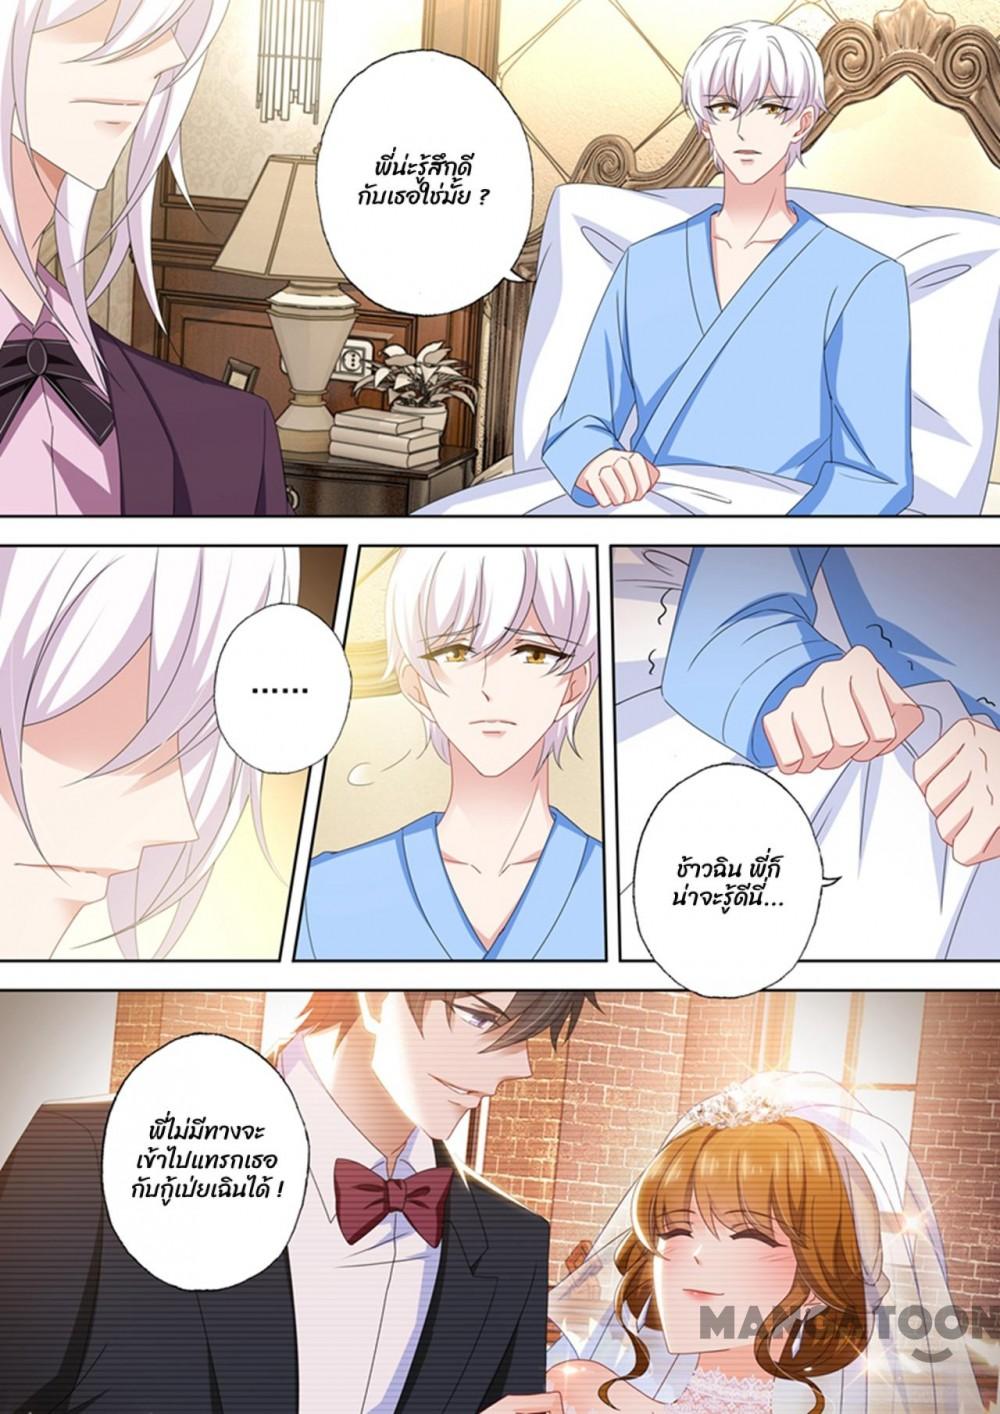 พี่น่ะรู้สึกดี
กับเธอใช่มั้ย ?
.......
ช้าวฉิน พี่ก็
น่าจะรู้ดีนี่...
พี่ไม่มีทางจะ
เข้าไปแทรกเธอ
กับกู้เป่ยเฉินได้ !
MANGATOON